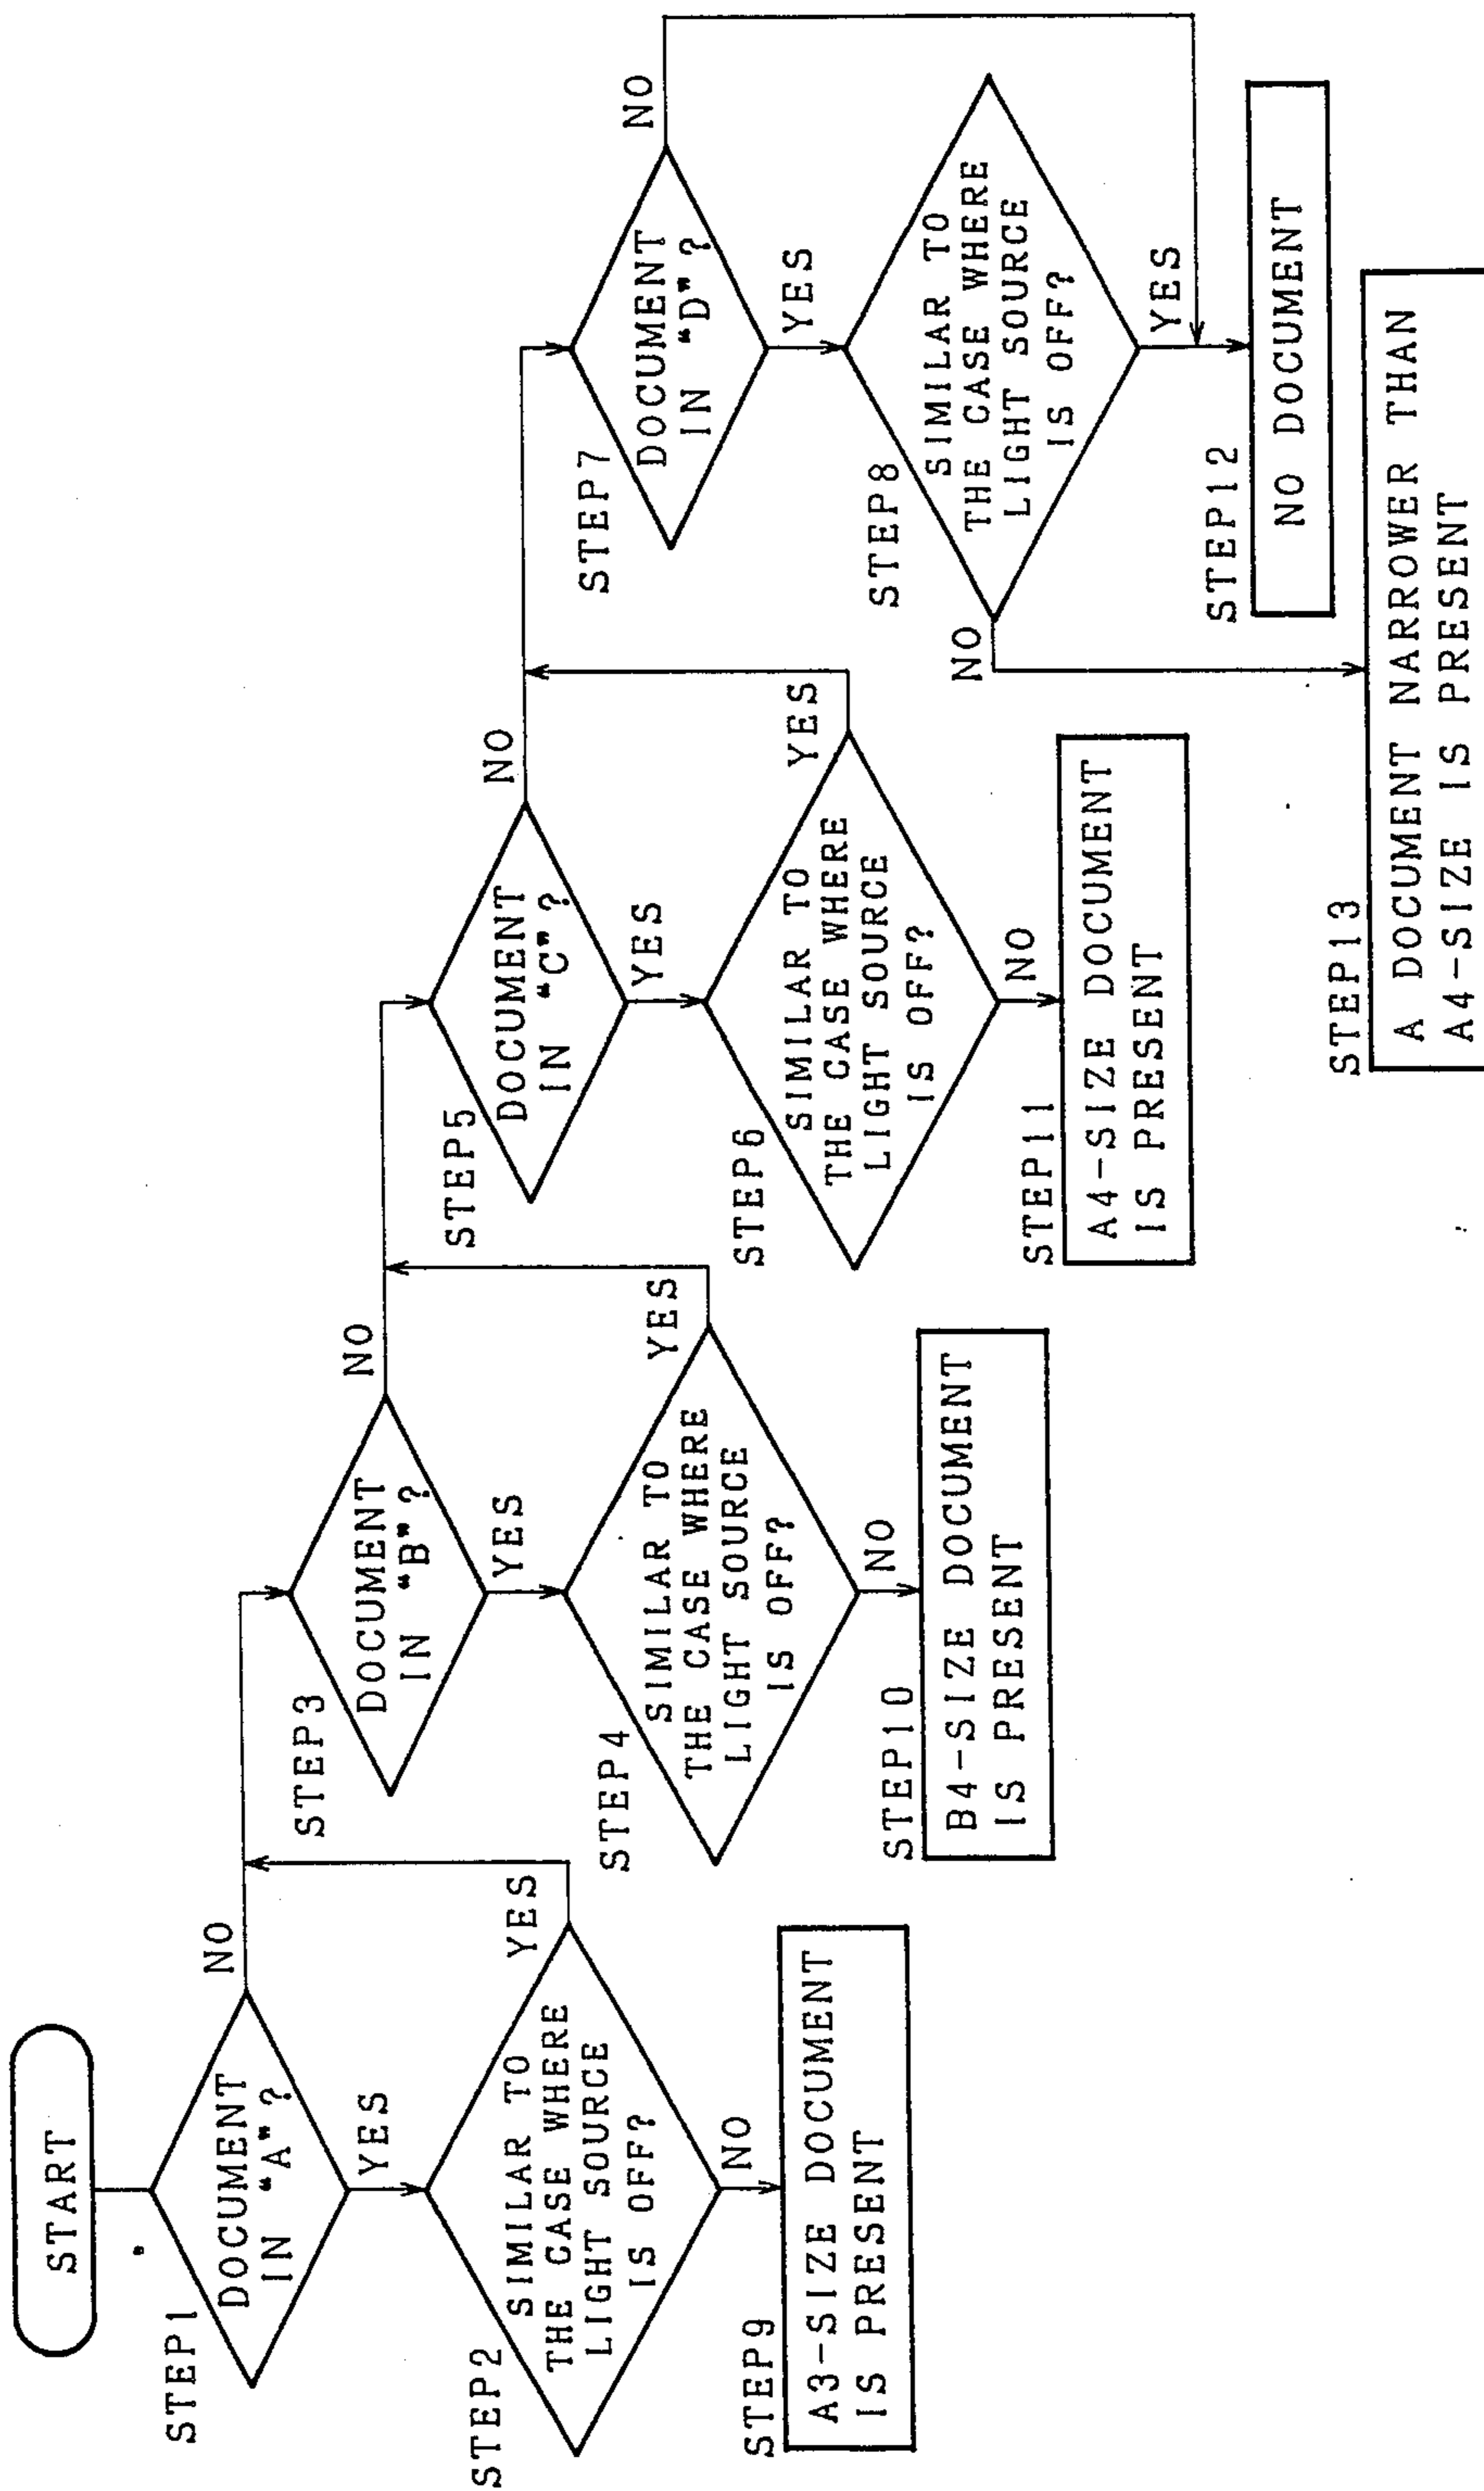 START
STEP1
DOCUMENT
IN “A”?
NO
YES
STEP2
SIMILAR TO
THE CASE WHERE
LIGHT SOURCE
IS OFF?
YES
NO
STEP9
A3-SIZE DOCUMENT
IS PRESENT
STEP3
DOCUMENT
IN “B”?
NO
YES
STEP4
SIMILAR TO
THE CASE WHERE
LIGHT SOURCE
IS OFF?
YES
NO
STEP10
B4-SIZE DOCUMENT
IS PRESENT
STEP5
DOCUMENT
IN “C”?
NO
YES
STEP6
SIMILAR TO
THE CASE WHERE
LIGHT SOURCE
IS OFF?
YES
NO
STEP11
A4-SIZE DOCUMENT
IS PRESENT
STEP7
DOCUMENT
IN “D”?
NO
YES
STEP8
SIMILAR TO
THE CASE WHERE
LIGHT SOURCE
IS OFF?
NO
YES
STEP12
NO DOCUMENT
STEP13
A DOCUMENT NARROWER THAN
A4-SIZE IS PRESENT